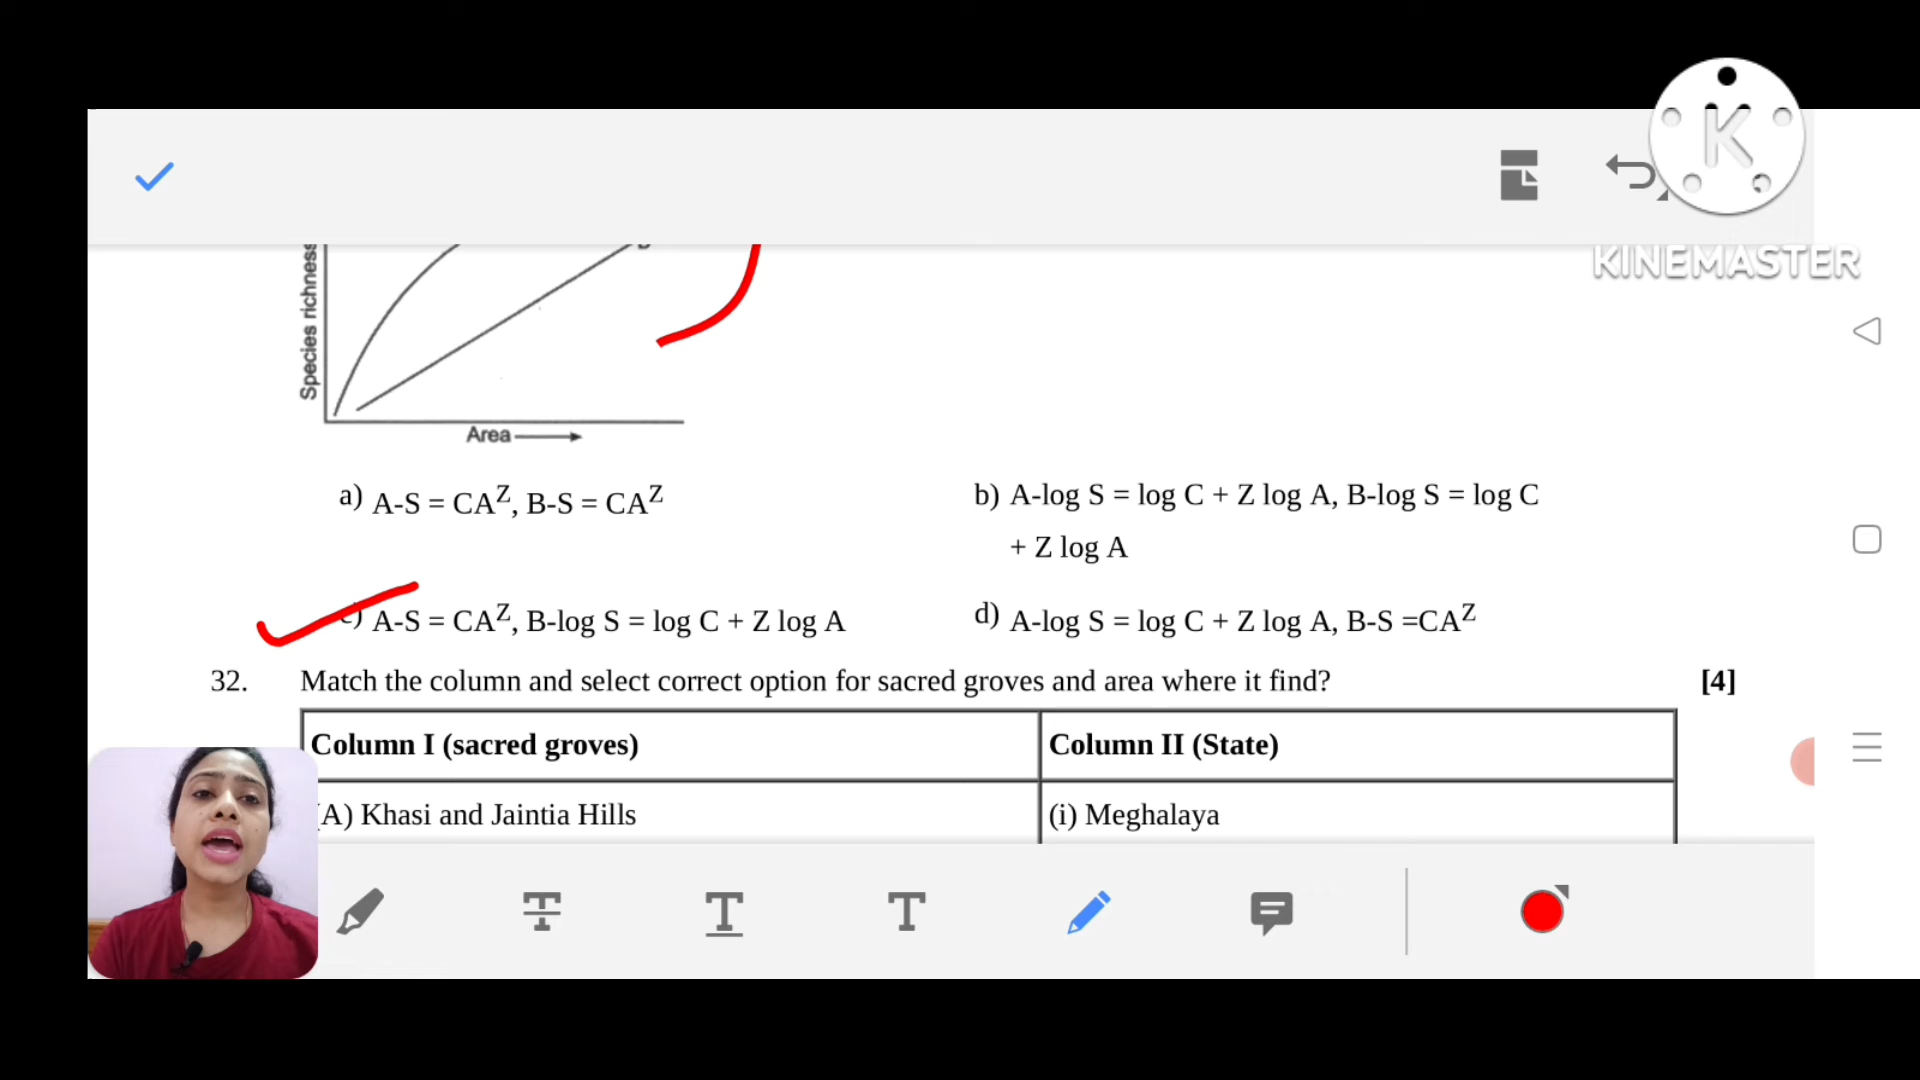 K
KINEMASTER
Species richness
Area
a) A-S = CA^Z, B-S = CA^Z
b) A-log S = log C + Z log A, B-log S = log C
+ Z log A
c) A-S = CA^Z, B-log S = log C + Z log A
d) A-log S = log C + Z log A, B-S =CA^Z
32. Match the column and select correct option for sacred groves and area where it find? [4]
Column I (sacred groves)
Column II (State)
(A) Khasi and Jaintia Hills
(i) Meghalaya
T
T
T